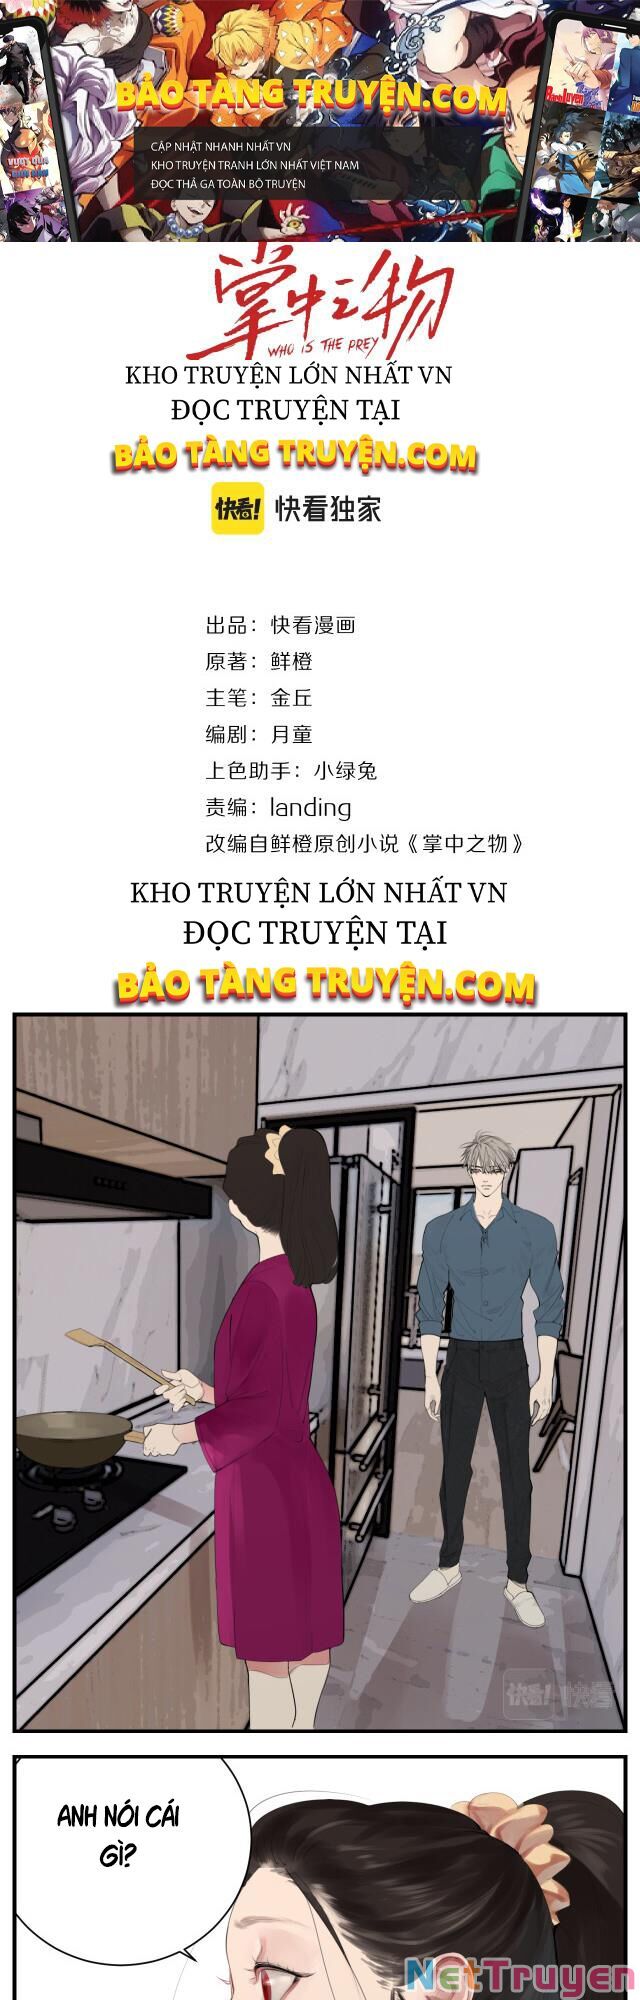 BẢO TÀNG TRUYỆN.COM
CẬP NHẬT NHANH NHẤT VN
KHO TRUYỆN TRANH LỚN NHẤT VIỆT NAM
ĐỌC THẢ GA TOÀN BỘ TRUYỆN
掌中之物
WHO IS THE PREY
KHO TRUYỆN LỚN NHẤT VN
ĐỌC TRUYỆN TẠI
BẢO TÀNG TRUYỆN.COM
快看! 快看独家
出品：快看漫画
原著：鲜橙
主笔：金丘
编剧：月童
上色助手：小绿兔
责编：landing
改编自鲜橙原创小说《掌中之物》
KHO TRUYỆN LỚN NHẤT VN
ĐỌC TRUYỆN TẠI
BẢO TÀNG TRUYỆN.COM
快看! 快看
ANH NÓI CÁI
GÌ?
NetTruyen